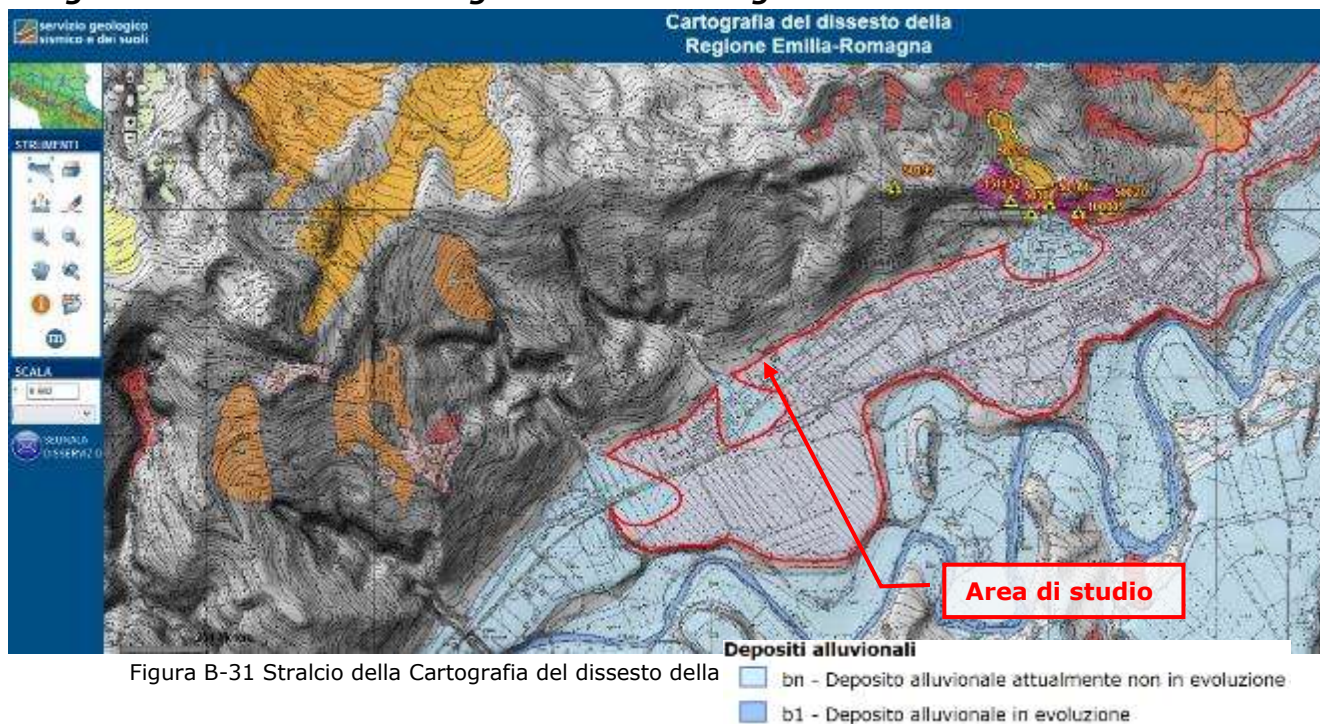 servizio geologico
sismico e dei suoli
Cartografia del dissesto della
Regione Emilia-Romagna
STRUMENTI
SCALA
SEGNALA
DISSERVIZIO
Area di studio
Figura B-31 Stralcio della Cartografia del dissesto della
Depositi alluvionali
bn - Deposito alluvionale attualmente non in evoluzione
b1 - Deposito alluvionale in evoluzione